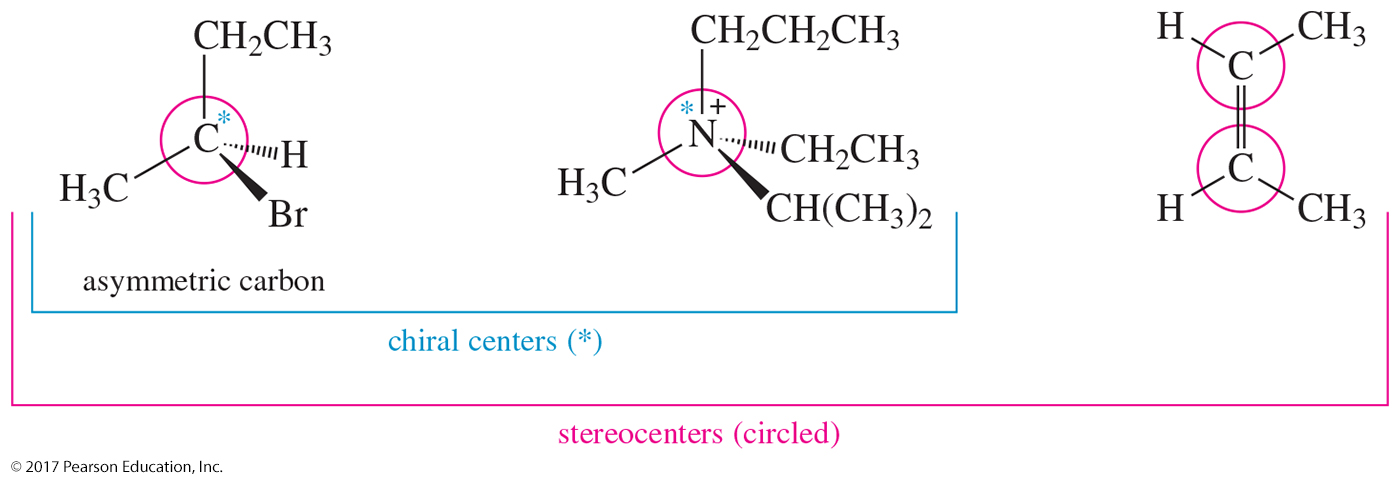 CH₂CH₃
C*
H
H₃C
Br
asymmetric carbon
CH₂CH₂CH₃
* +
N
CH₂CH₃
H₃C
CH(CH₃)₂
H CH₃
C
C
H CH₃
chiral centers (*)
stereocenters (circled)
© 2017 Pearson Education, Inc.